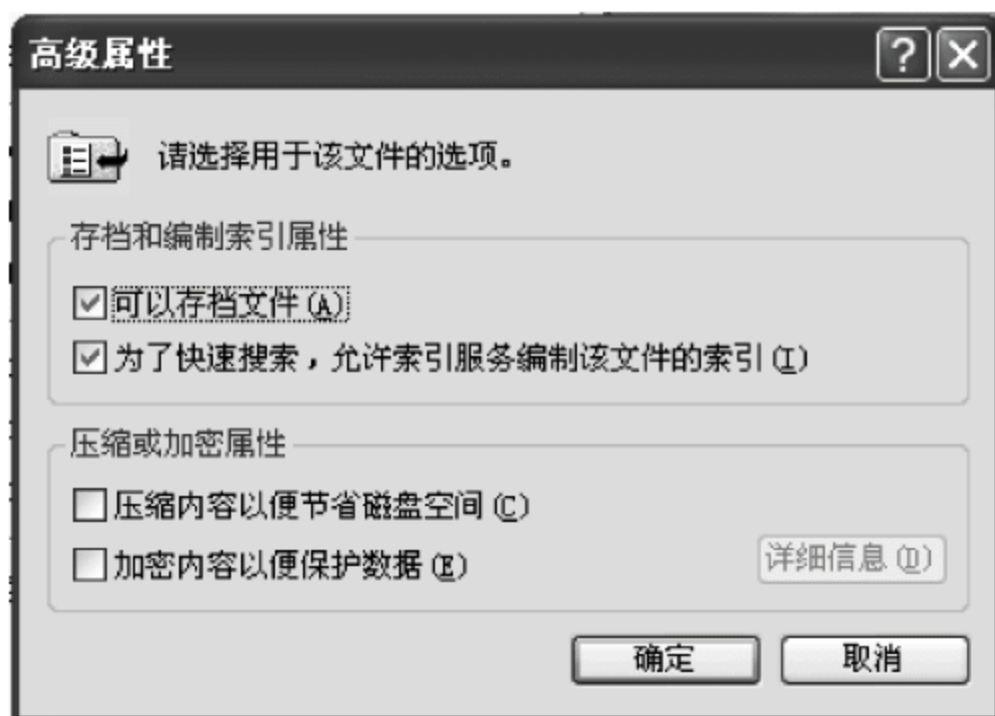 高级属性
请选择用于该文件的选项。
存档和编制索引属性
可以存档文件(A)
为了快速搜索，允许索引服务编制该文件的索引(I)
压缩或加密属性
压缩内容以便节省磁盘空间(C)
加密内容以便保护数据(E)
详细信息(D)
确定 取消